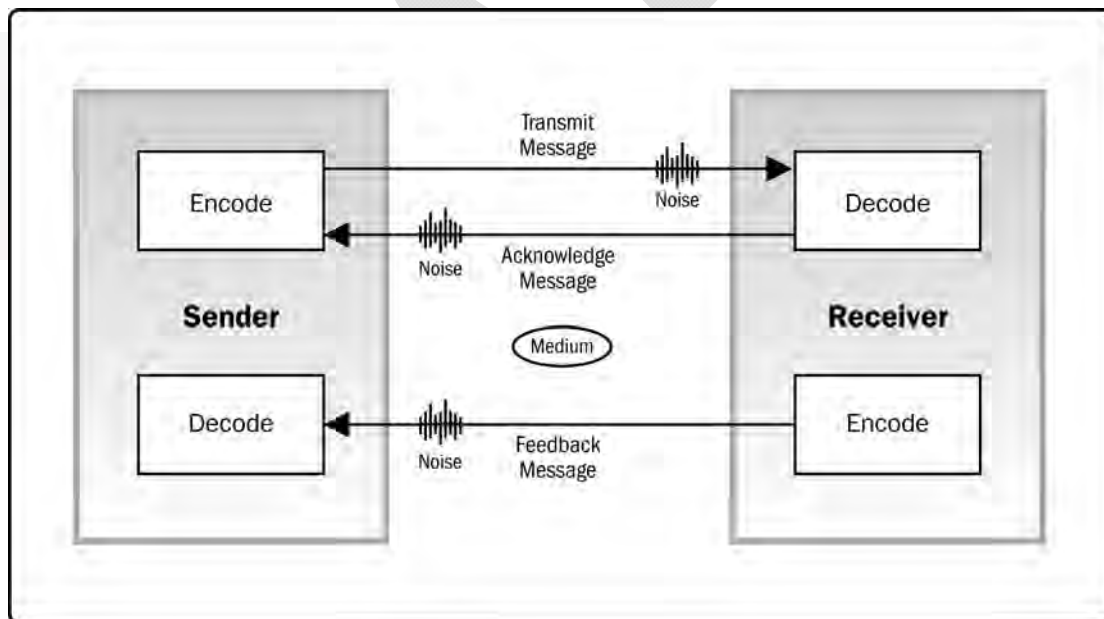 Transmit
Message
Noise
Encode
Decode
Noise
Acknowledge
Message
Sender
Receiver
Medium
Decode
Encode
Noise
Feedback
Message